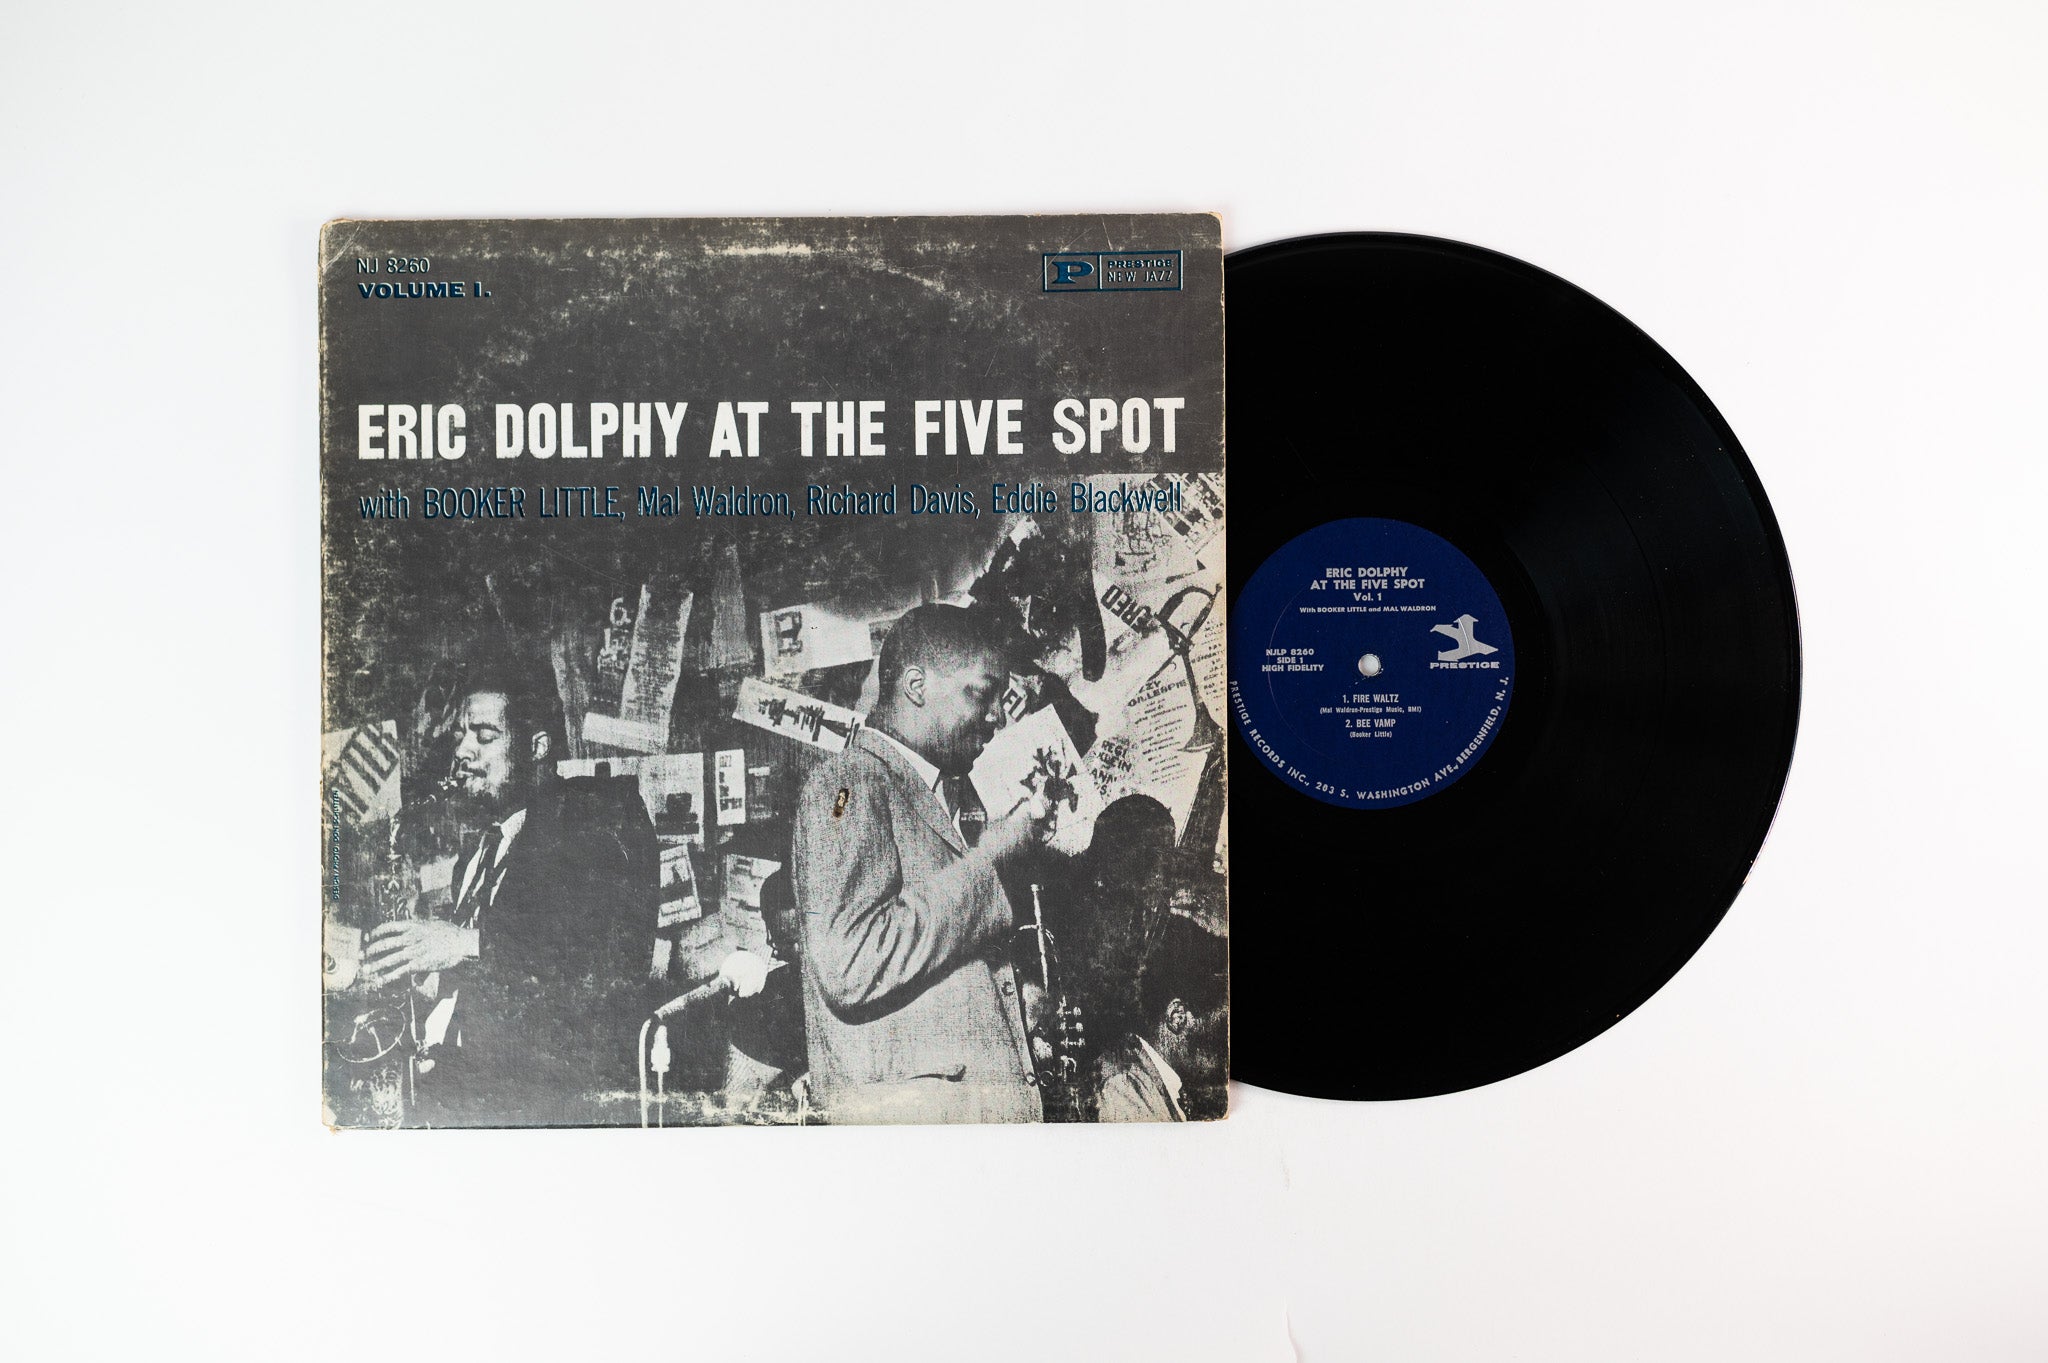 NJ 8260
VOLUME 1.
P PRESTIGE
NEW JAZZ
ERIC DOLPHY AT THE FIVE SPOT
with BOOKER LITTLE, Mal Waldron, Richard Davis, Eddie Blackwell
GILLESPIE
ERIC DOLPHY
AT THE FIVE SPOT
Vol. 1
With BOOKER LITTLE and MAL WALDRON
NJLP 8260
SIDE 1
HIGH FIDELITY
PRESTIGE
1. FIRE WALTZ
(Mal Waldron-Prestige Music, BMI)
2. BEE VAMP
(Booker Little)
PRESTIGE RECORDS INC., 203 S. WASHINGTON AVE., BERGENFIELD, N. J.